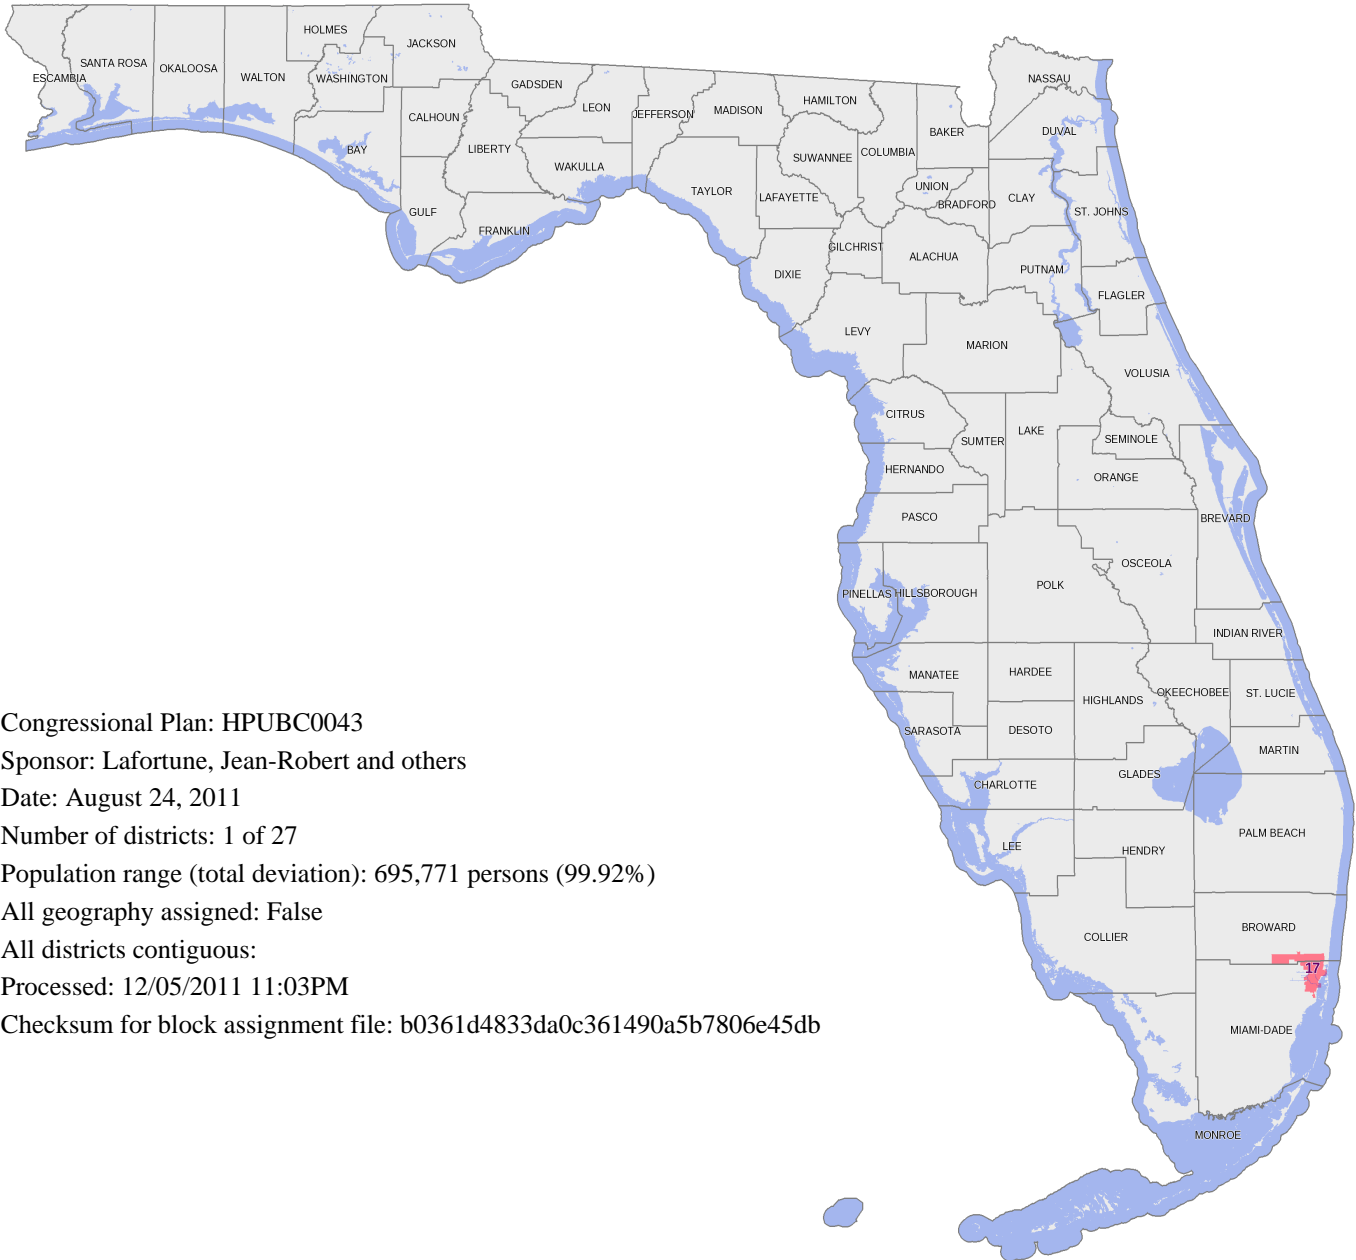 HOLMES
JACKSON
SANTA ROSA
OKALOOSA
WALTON
WASHINGTON
ESCAMBIA
GADSDEN
LEON
JEFFERSON
MADISON
HAMILTON
NASSAU
CALHOUN
BAY
LIBERTY
WAKULLA
TAYLOR
SUWANNEE
COLUMBIA
BAKER
DUVAL
LAFAYETTE
UNION
BRADFORD
CLAY
ST. JOHNS
GULF
FRANKLIN
GILCHRIST
ALACHUA
DIXIE
PUTNAM
FLAGLER
LEVY
MARION
VOLUSIA
CITRUS
SUMTER
LAKE
SEMINOLE
HERNANDO
ORANGE
PASCO
BREVARD
OSCEOLA
PINELLAS
HILLSBOROUGH
POLK
INDIAN RIVER
MANATEE
HARDEE
HIGHLANDS
OKEECHOBEE
ST. LUCIE
SARASOTA
DESOTO
MARTIN
CHARLOTTE
GLADES
LEE
HENDRY
PALM BEACH
COLLIER
BROWARD
17
MIAMI-DADE
MONROE
Congressional Plan: HPUBC0043
Sponsor: Lafortune, Jean-Robert and others
Date: August 24, 2011
Number of districts: 1 of 27
Population range (total deviation): 695,771 persons (99.92%)
All geography assigned: False
All districts contiguous:
Processed: 12/05/2011 11:03PM
Checksum for block assignment file: b0361d4833da0c361490a5b7806e45db